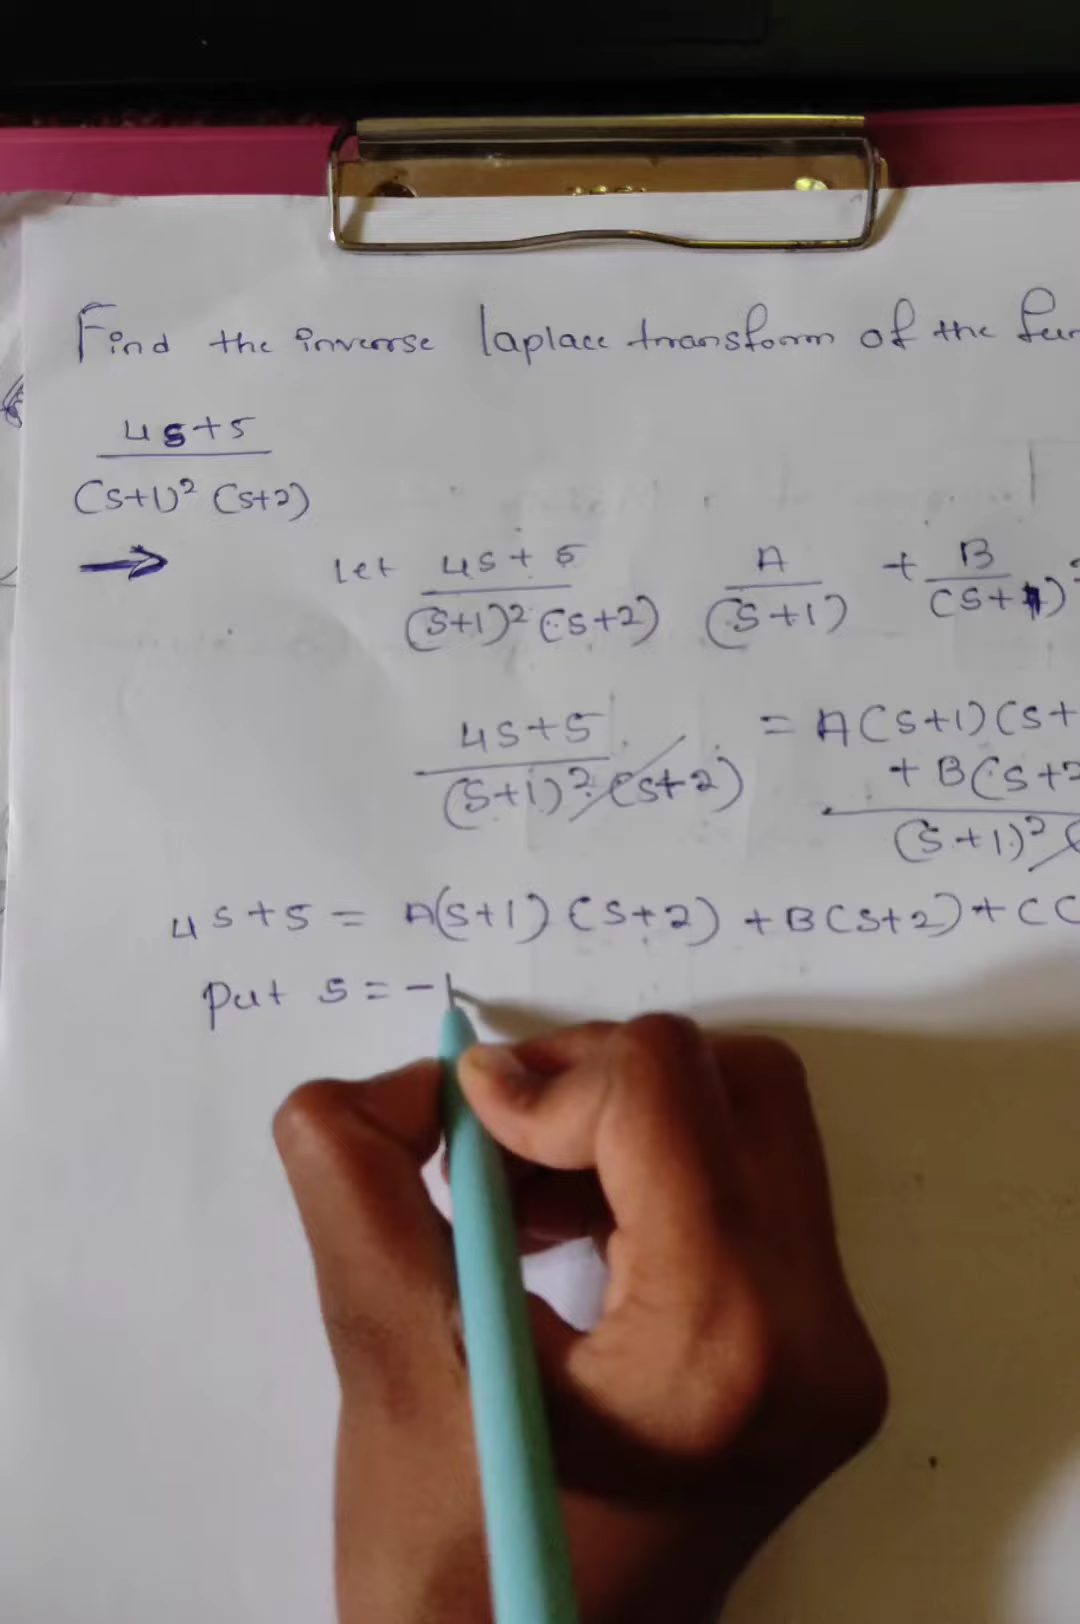 Find the inverse laplace transform of the
4s+5
(s+1)² (s+2)
→ Let 4s+5 A + B
(s+1)² (s+2) (s+1) (s+1)²
4s+5 = A(s+1)(s+
+ B(s+2
(s+1)² (s+2) (s+1)² (
4s+5 = A(s+1) (s+2) + B(s+2) + C(
put s = -1